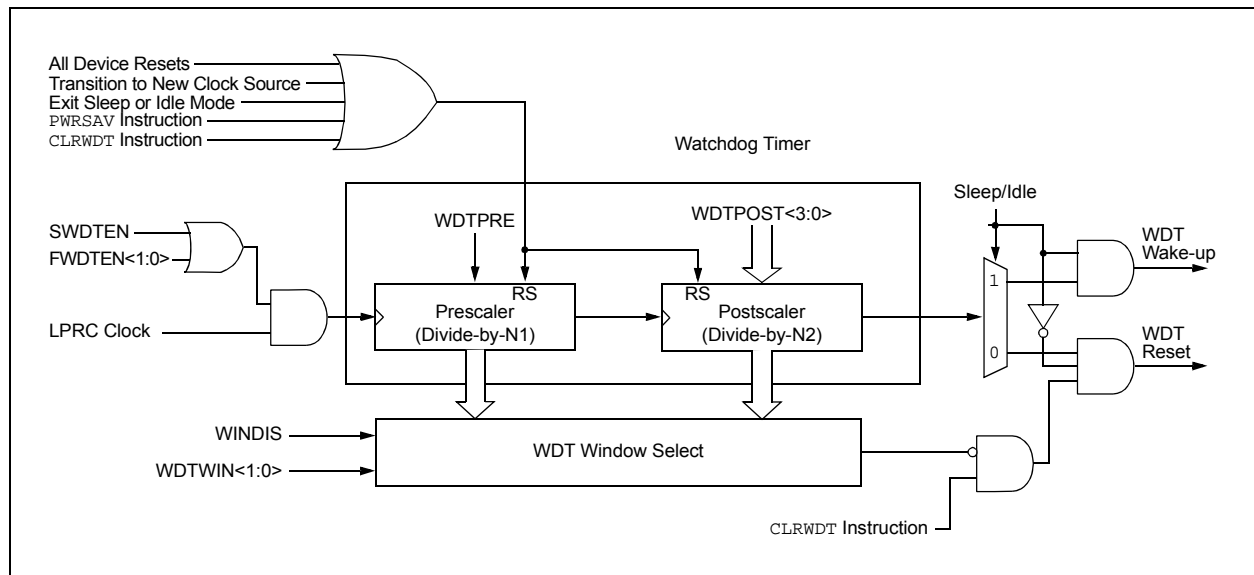 All Device Resets
Transition to New Clock Source
Exit Sleep or Idle Mode
PWRSAV Instruction
CLRWDT Instruction
Watchdog Timer
Sleep/Idle
SWDTEN
FWDTEN<1:0>
LPRC Clock
WDTPRE
WDTPOST<3:0>
RS
RS
Prescaler
(Divide-by-N1)
Postscaler
(Divide-by-N2)
1
0
WDT
Wake-up
WDT
Reset
WINDIS
WDTWIN<1:0>
WDT Window Select
CLRWDT Instruction